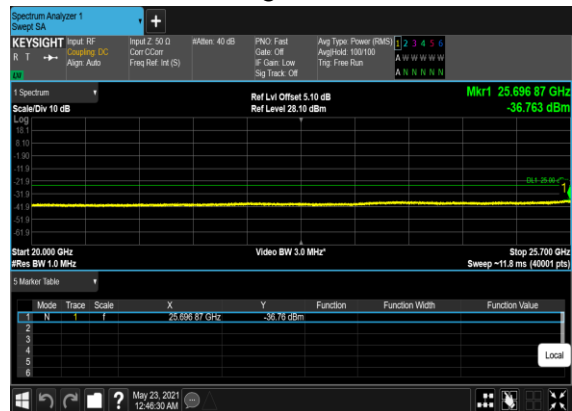 Spectrum Analyzer 1
Swept SA
+
KEYSIGHT Input: RF Input Z: 50 Ω #Atten: 40 dB PNO: Fast Avg Type: Power (RMS) 1 2 3 4 5 6
R T Coupling: DC Corr CCorr Gate: Off Avg|Hold: 100/100 A W W W W W
Align: Auto Freq Ref: Int (S) IF Gain: Low Trig: Free Run
Sig Track: Off A N N N N N
1 Spectrum Ref Lvl Offset 5.10 dB Mkr1 25.696 87 GHz
Scale/Div 10 dB Ref Level 28.10 dBm -36.763 dBm
Log
18.1
8.10
-1.90
-11.9
-21.9 DL1 -25.00
-31.9 1
-41.9
-51.9
-61.9
Start 20.000 GHz Video BW 3.0 MHz* Stop 25.700 GHz
#Res BW 1.0 MHz Sweep ~11.8 ms (40001 pts)
5 Marker Table
Mode Trace Scale X Y Function Function Width Function Value
1 N 1 f 25.696 87 GHz -36.76 dBm
2
3
4
5
6
Local
? May 23, 2021
12:46:30 AM